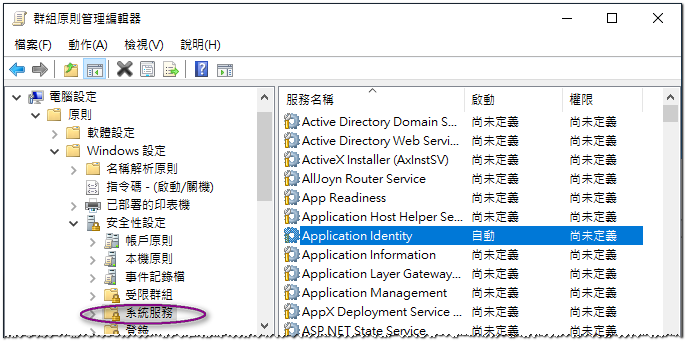 群組原則管理編輯器
檔案(F) 動作(A) 檢視(V) 說明(H)
電腦設定
原則
軟體設定
Windows 設定
名稱解析原則
指令碼 - (啟動/關機)
已部署的印表機
安全性設定
帳戶原則
本機原則
事件記錄檔
受限群組
系統服務
登錄
服務名稱 啟動 權限
Active Directory Domain S... 尚未定義 尚未定義
Active Directory Web Servi... 尚未定義 尚未定義
ActiveX Installer (AxInstSV) 尚未定義 尚未定義
AllJoyn Router Service 尚未定義 尚未定義
App Readiness 尚未定義 尚未定義
Application Host Helper Se... 尚未定義 尚未定義
Application Identity 自動 尚未定義
Application Information 尚未定義 尚未定義
Application Layer Gateway... 尚未定義 尚未定義
Application Management 尚未定義 尚未定義
AppX Deployment Service ... 尚未定義 尚未定義
ASP.NET State Service 尚未定義 尚未定義